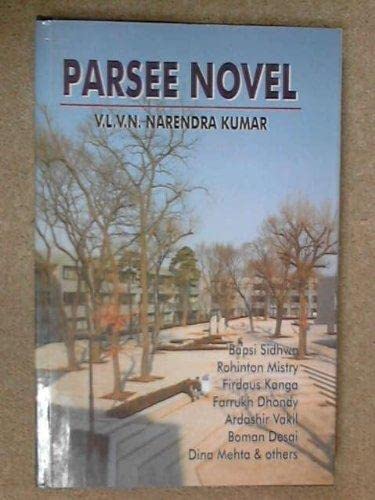 PARSEE NOVEL
V.L.V.N. NARENDRA KUMAR
Bapsi Sidhwa
Rohinton Mistry
Firdaus Kanga
Farrukh Dhondy
Ardashir Vakil
Boman Desai
Dina Mehta & others